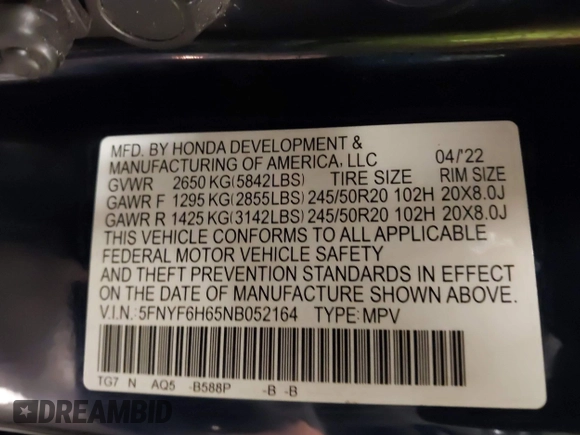 MFD. BY HONDA DEVELOPMENT &
MANUFACTURING OF AMERICA, LLC 04/'22
GVWR 2650 KG(5842LBS) TIRE SIZE RIM SIZE
GAWR F 1295 KG(2855LBS) 245/50R20 102H 20X8.0J
GAWR R 1425 KG(3142LBS) 245/50R20 102H 20X8.0J
THIS VEHICLE CONFORMS TO ALL APPLICABLE
FEDERAL MOTOR VEHICLE SAFETY
AND THEFT PREVENTION STANDARDS IN EFFECT
ON THE DATE OF MANUFACTURE SHOWN ABOVE.
V.I.N.: 5FNYF6H65NB052164 TYPE: MPV
TG7 N AQ5 -B588P -B -B
DREAMBID